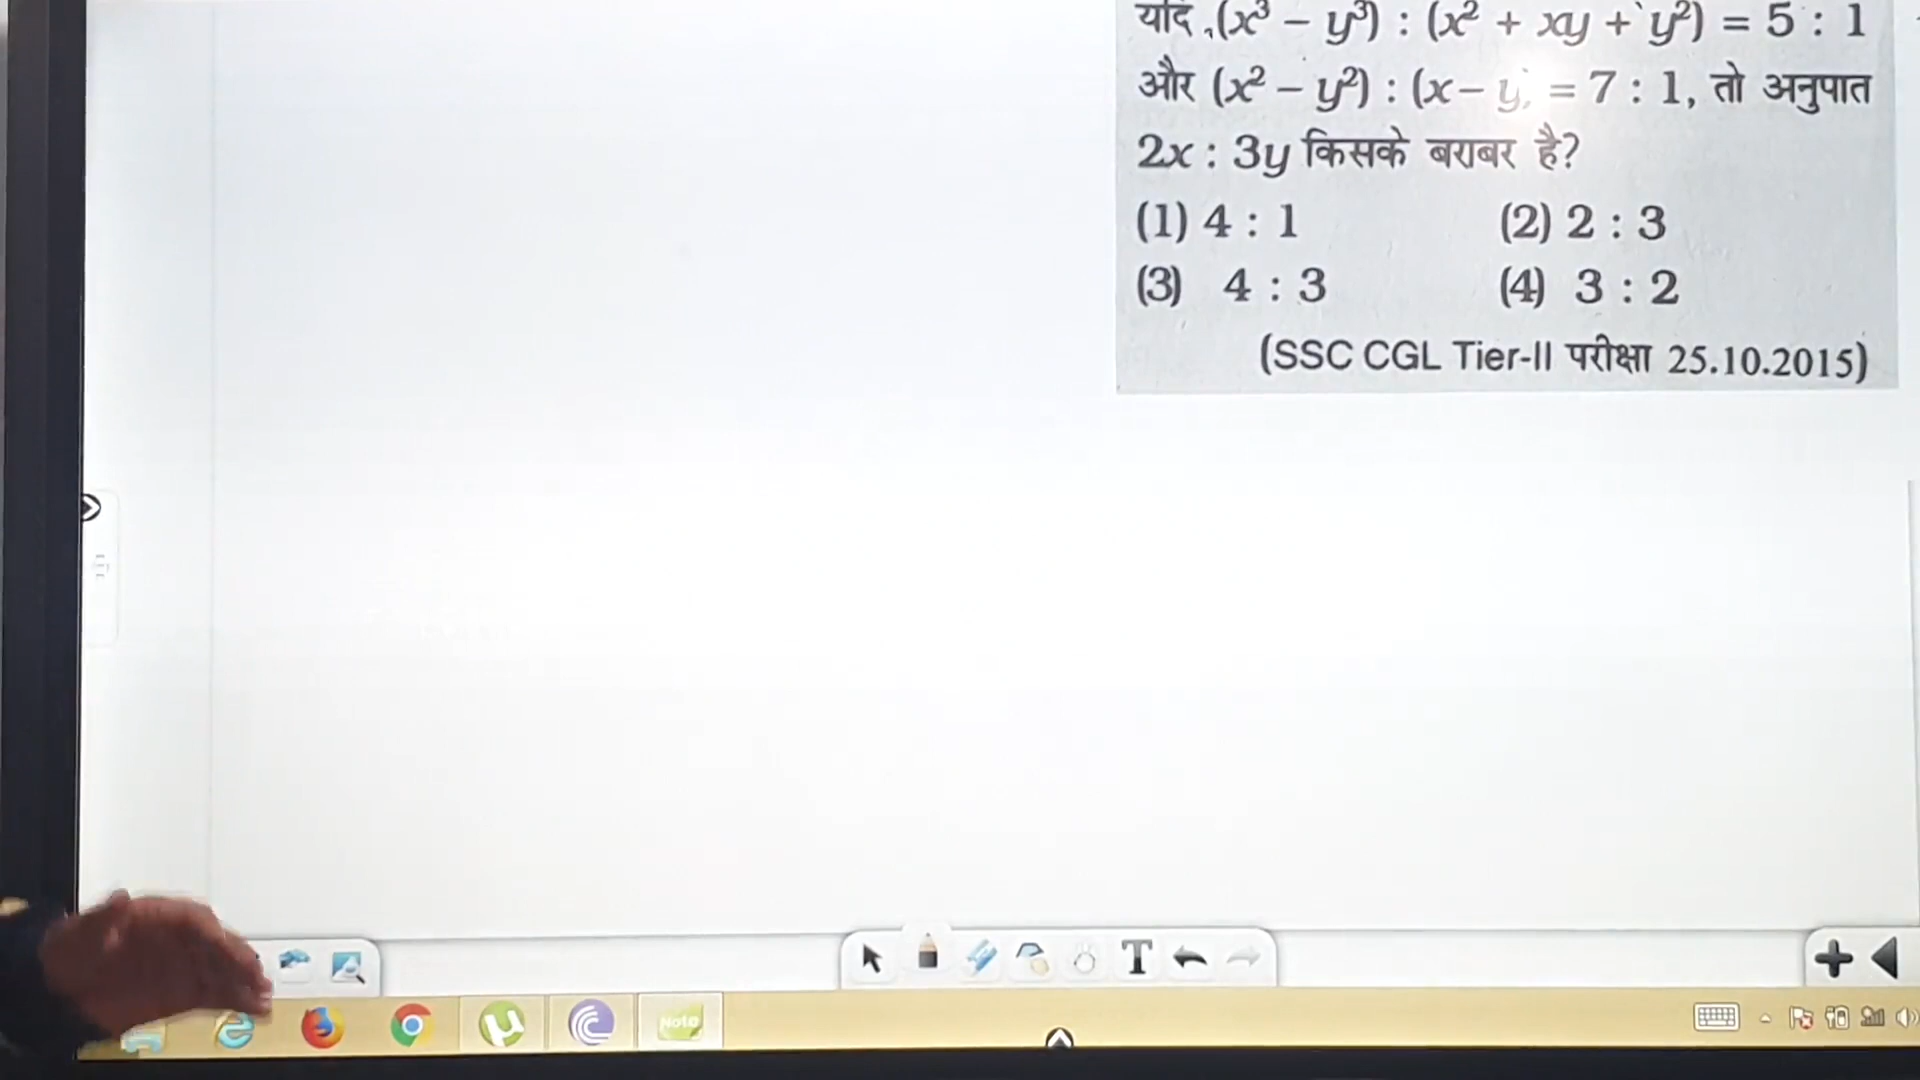 यदि (x³ – y³) : (x² + xy + y²) = 5 : 1
और (x² – y²) : (x – y) = 7 : 1, तो अनुपात
2x : 3y किसके बराबर है?
(1) 4 : 1 (2) 2 : 3
(3) 4 : 3 (4) 3 : 2
(SSC CGL Tier-II परीक्षा 25.10.2015)
T
Note